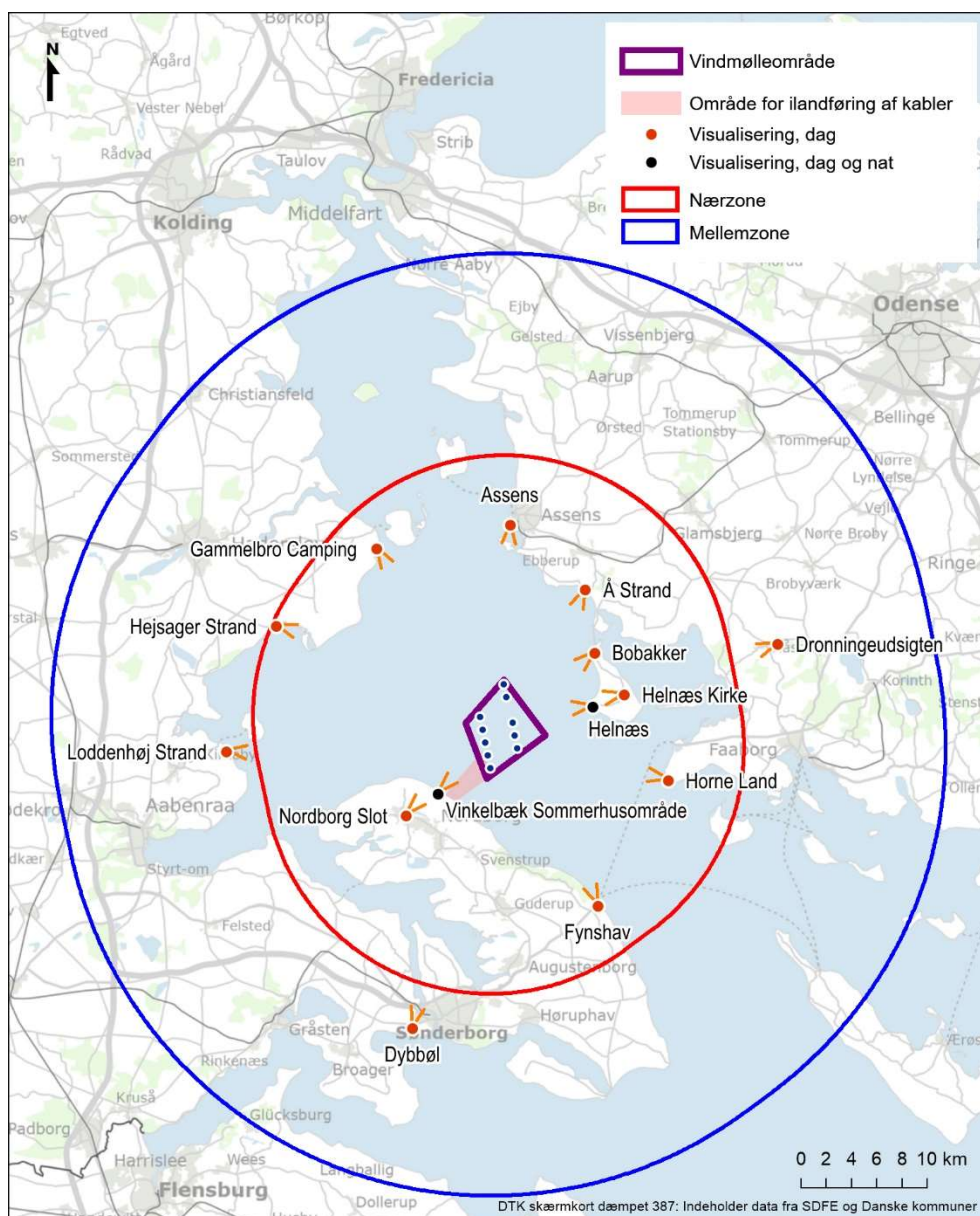 Børkop
Egtved
Ågård
Vester Nebel
Fredericia
Rådvad
Taulov
Strib
Kolding
Middelfart
Nørre Aaby
Ejby
Gelsted
Vissenbjerg
Odense
Aarup
Christiansfeld
Bellinge
Tommerup
Stationsby
Ørsted
Tommerup
Sommersted
Nørre
Lyndelse
Assens
Assens
Glamsbjerg
Nørre Broby
Gammelbro Camping
Ebberup
Ringe
Å Strand
Brobyværk
Hejsager Strand
Bobakker
Dronningeudsigten
Korinth
Helnæs Kirke
Helnæs
Loddenhøj Strand
Faaborg
Horne Land
Aabenraa
Nordborg Slot
Vinkelbæk Sommerhusområde
Styrt-om
Svenstrup
Guderup
Felsted
Fynshav
Augustenborg
Gråsten
Sønderborg
Høruphav
Dybbøl
Rinkenæs
Broager
Kruså
Glücksburg
Padborg
Harrislee
Wees
Langballig
Flensburg
Dollerup
N
Vindmølleområde
Område for ilandføring af kabler
Visualisering, dag
Visualisering, dag og nat
Nærzone
Mellemzone
0 2 4 6 8 10 km
DTK skærmkort dæmpet 387: Indeholder data fra SDFE og Danske kommuner